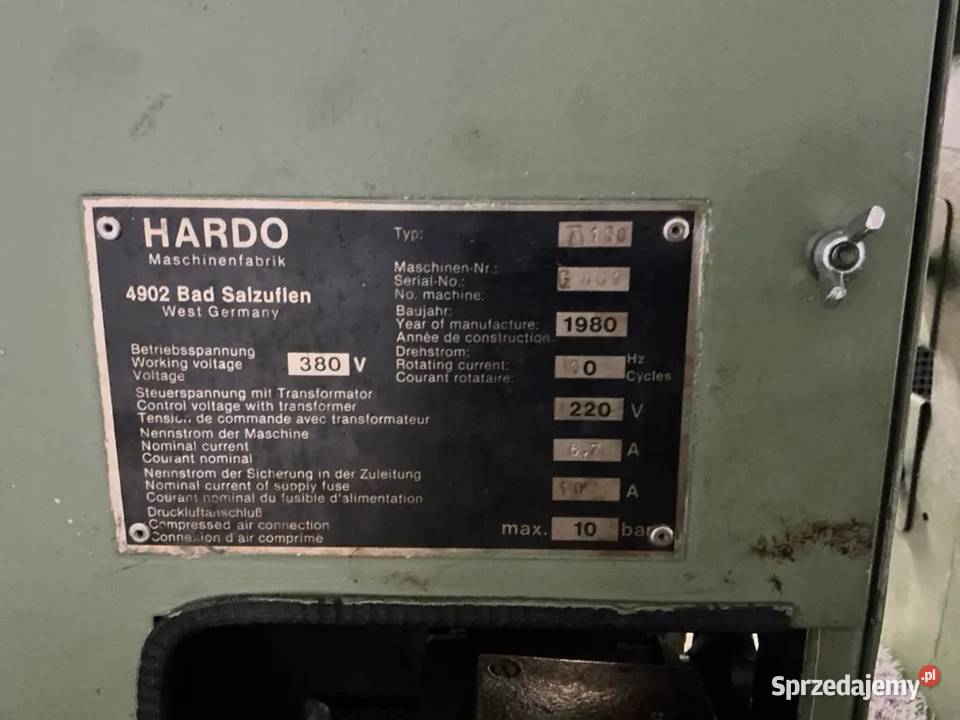 HARDO
Maschinenfabrik
4902 Bad Salzuflen
West Germany
Betriebsspannung
Working voltage 380 V
Voltage
Steuerspannung mit Transformator
Control voltage with transformer
Tension de commande avec transformateur
Nennstrom der Maschine
Nominal current
Courant nominal
Nennstrom der Sicherung in der Zuleitung
Nominal current of supply fuse
Courant nominal du fusible d'alimentation
Druckluftanschluß
Compressed air connection
Connexion d'air comprimé
Typ:
Maschinen-Nr.:
Serial-No.:
No. machine:
Baujahr:
Year of manufacture: 1980
Année de construction
Drehstrom: Hz
Rotating current:
Courant rotataire: Cycles
220 V
6.7 A
10 A
max. 10 bar
Sprzedajemy.pl